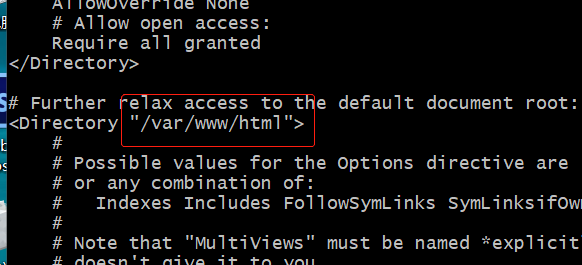 AllowOverride None
# Allow open access:
Require all granted
</Directory>
# Further relax access to the default document root:
<Directory "/var/www/html">
#
# Possible values for the Options directive are
# or any combination of:
#   Indexes Includes FollowSymLinks SymLinksifOwn
#
# Note that "MultiViews" must be named *explicitl
# doesn't give it to you